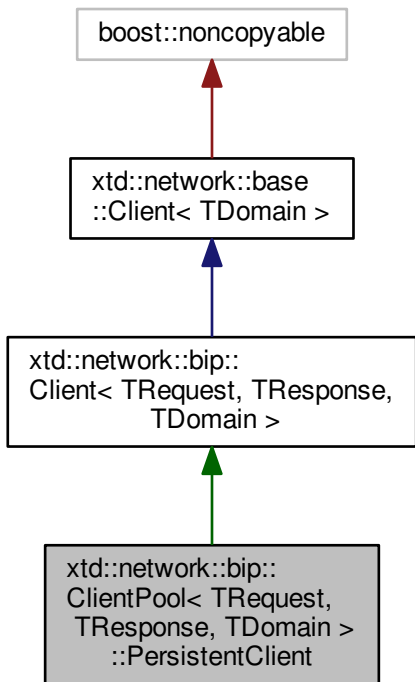 boost::noncopyable
xtd::network::base
::Client< TDomain >
xtd::network::bip::
Client< TRequest, TResponse,
TDomain >
xtd::network::bip::
ClientPool< TRequest,
TResponse, TDomain >
::PersistentClient